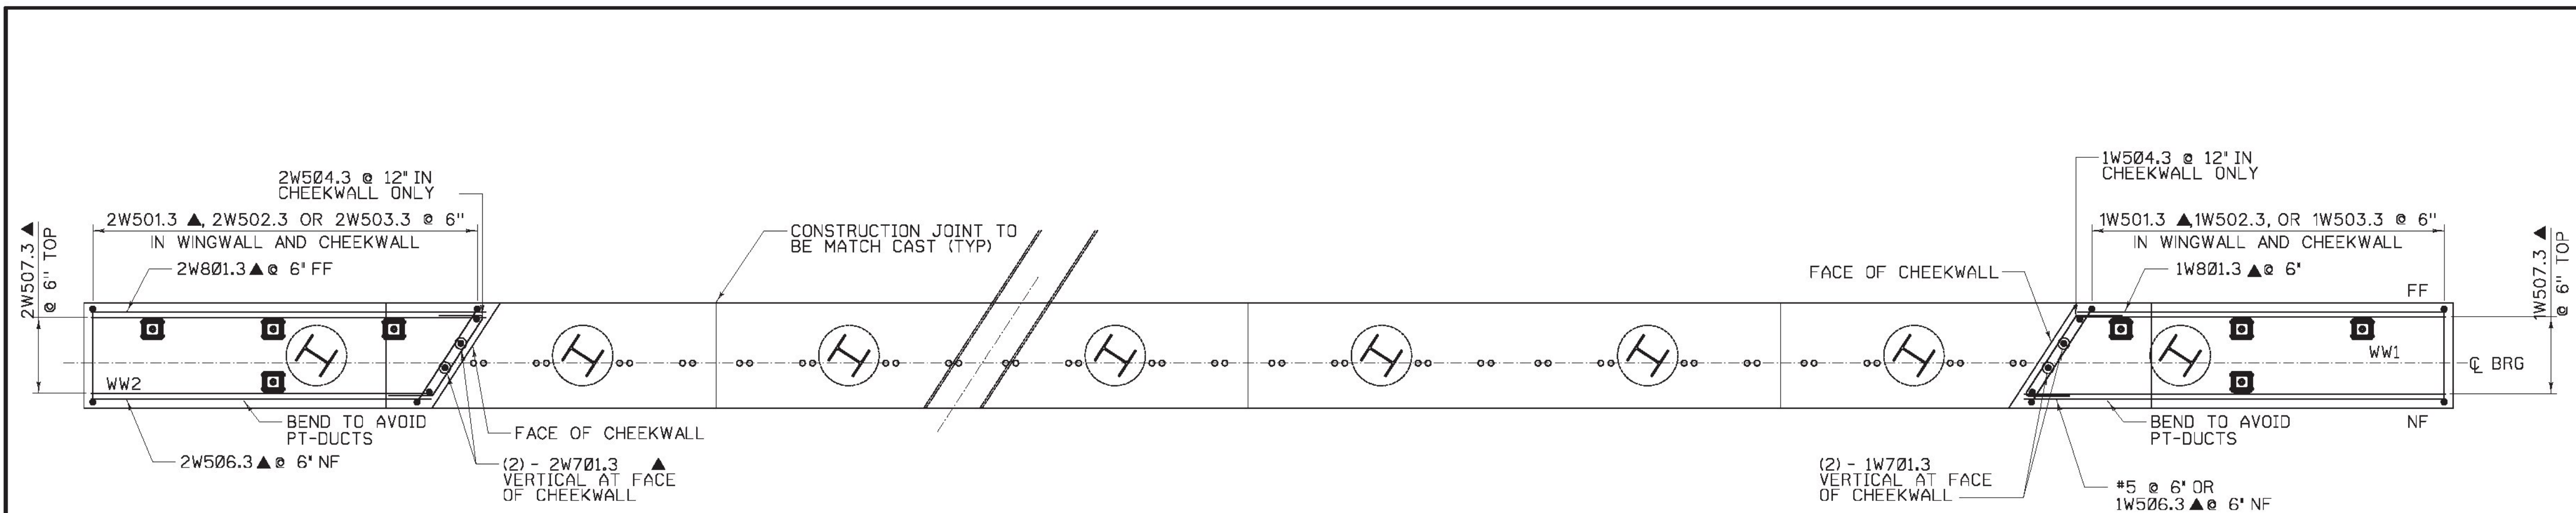 2W504.3 @ 12" IN
CHEEKWALL ONLY
2W501.3 ▲, 2W502.3 OR 2W503.3 @ 6"
IN WINGWALL AND CHEEKWALL
2W801.3 ▲ @ 6" FF
2W507.3 ▲
@ 6" TOP
WW2
BEND TO AVOID
PT-DUCTS
2W506.3 ▲ @ 6" NF
FACE OF CHEEKWALL
(2) - 2W701.3 ▲
VERTICAL AT FACE
OF CHEEKWALL
CONSTRUCTION JOINT TO
BE MATCH CAST (TYP)
1W504.3 @ 12" IN
CHEEKWALL ONLY
1W501.3 ▲,1W502.3, OR 1W503.3 @ 6"
IN WINGWALL AND CHEEKWALL
FACE OF CHEEKWALL
1W801.3 ▲ @ 6"
FF
1W507.3 ▲
@ 6" TOP
WW1
℄ BRG
NF
BEND TO AVOID
PT-DUCTS
(2) - 1W701.3
VERTICAL AT FACE
OF CHEEKWALL
#5 @ 6" OR
1W506.3 ▲ @ 6" NF